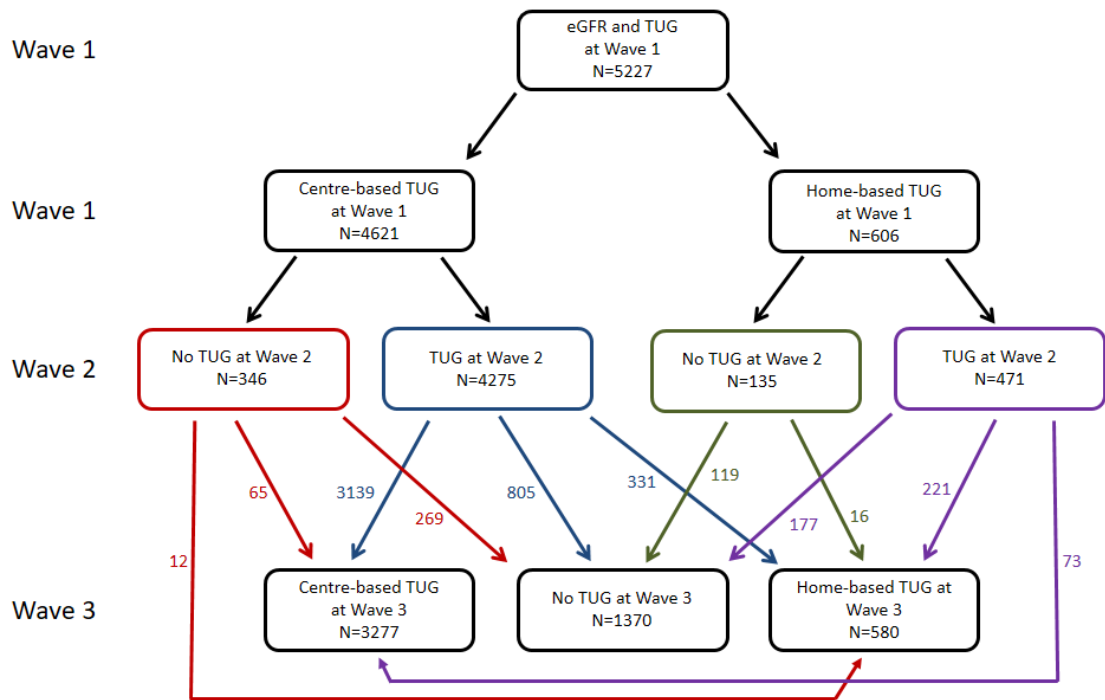 Wave 1
eGFR and TUG
at Wave 1
N=5227
Wave 1
Centre-based TUG
at Wave 1
N=4621
Home-based TUG
at Wave 1
N=606
Wave 2
No TUG at Wave 2
N=346
TUG at Wave 2
N=4275
No TUG at Wave 2
N=135
TUG at Wave 2
N=471
12
65
3139
269
805
331
119
177
16
221
73
Wave 3
Centre-based TUG
at Wave 3
N=3277
No TUG at Wave 3
N=1370
Home-based TUG at
Wave 3
N=580